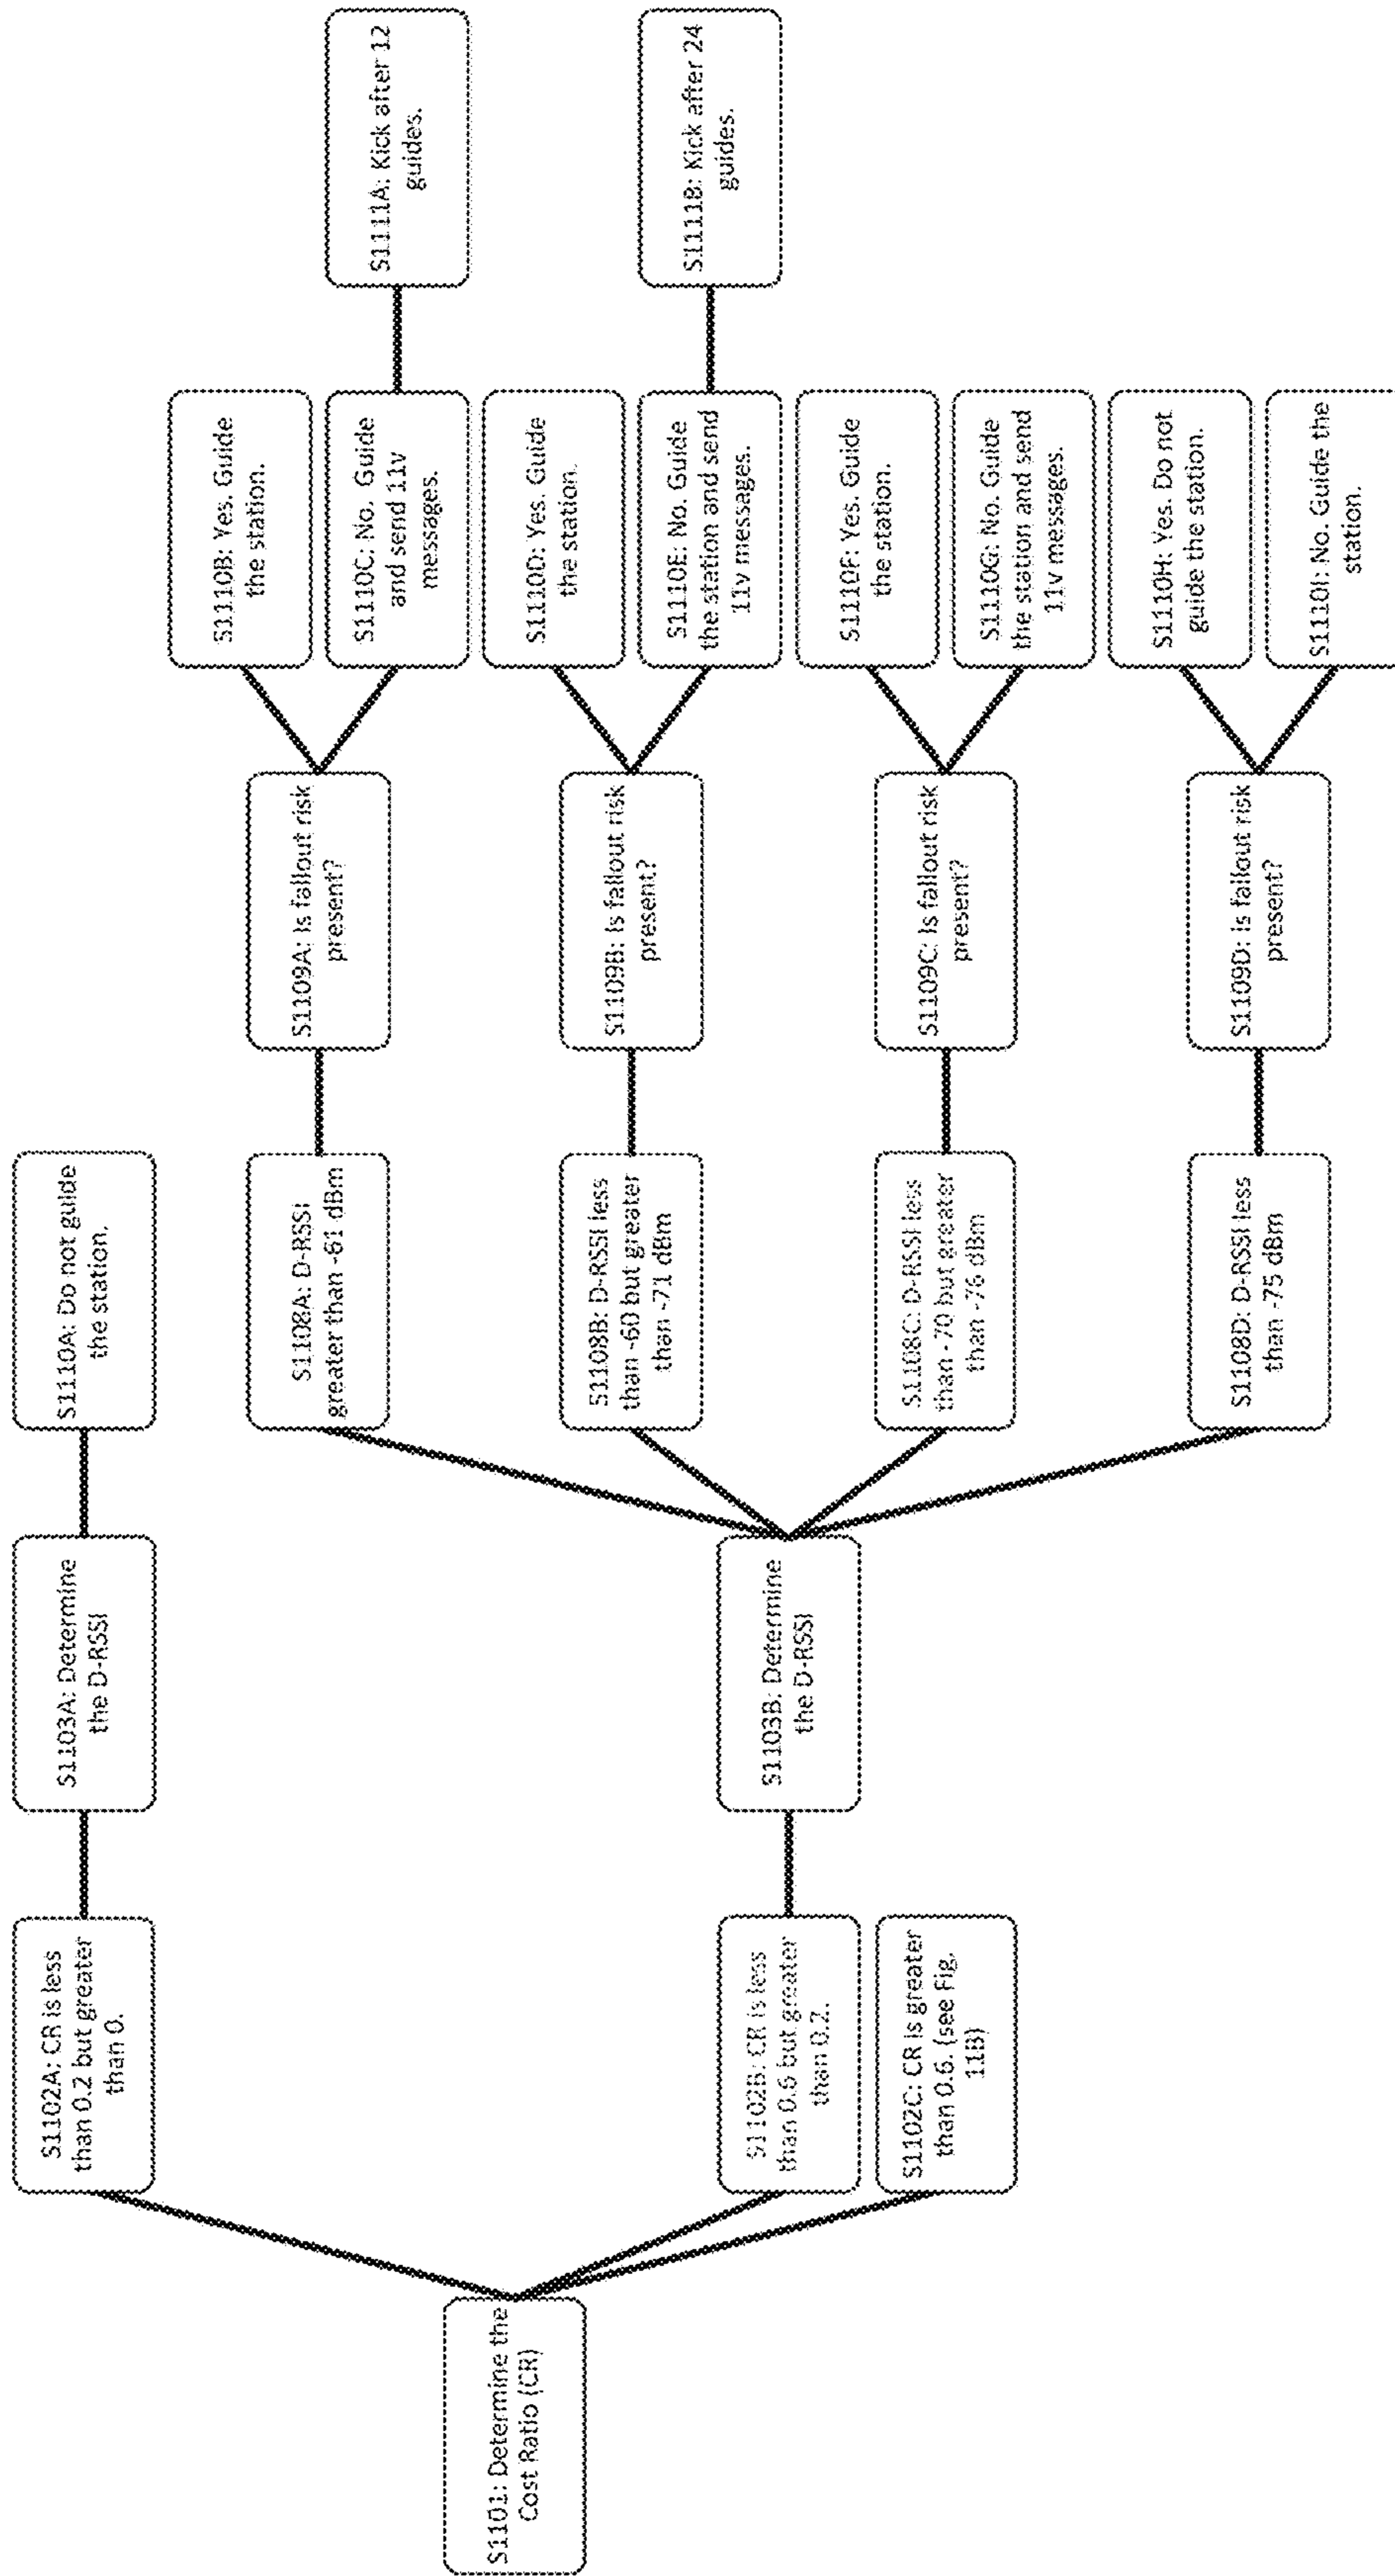 S1101: Determine the
Cost Ratio (CR)
S1102A: CR is less
than 0.2 but greater
than 0.
S1102B: CR is less
than 0.6 but greater
than 0.2.
S1102C: CR is greater
than 0.6. (see Fig.
11B)
S1103A: Determine
the D-RSSI
S1103B: Determine
the D-RSSI
S1110A: Do not guide
the station.
S1108A: D-RSSI
greater than -61 dBm
S1108B: D-RSSI less
than -60 but greater
than -71 dBm
S1108C: D-RSSI less
than -70 but greater
than -76 dBm
S1108D: D-RSSI less
than -75 dBm
S1109A: Is fallout risk
present?
S1109B: Is fallout risk
present?
S1109C: Is fallout risk
present?
S1109D: Is fallout risk
present?
S1110B: Yes. Guide
the station.
S1110C: No. Guide
and send 11v
messages.
S1110D: Yes. Guide
the station.
S1110E: No. Guide
the station and send
11v messages.
S1110F: Yes. Guide
the station.
S1110G: No. Guide
the station and send
11v messages.
S1110H: Yes. Do not
guide the station.
S1110I: No. Guide the
station.
S1111A: Kick after 12
guides.
S1111B: Kick after 24
guides.